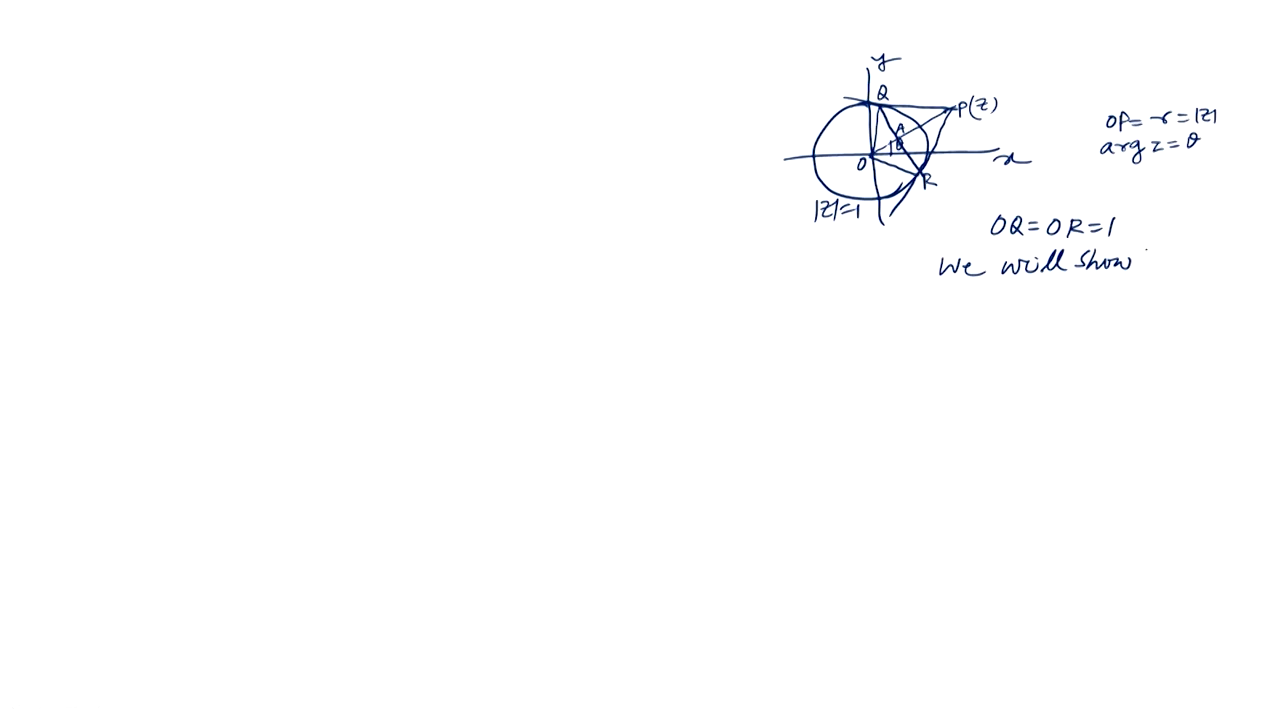 y
Q
P(z)
A
θ
O
x
R
|z|=1
OP = r = |z|
arg z = θ
OQ = OR = 1
We will show